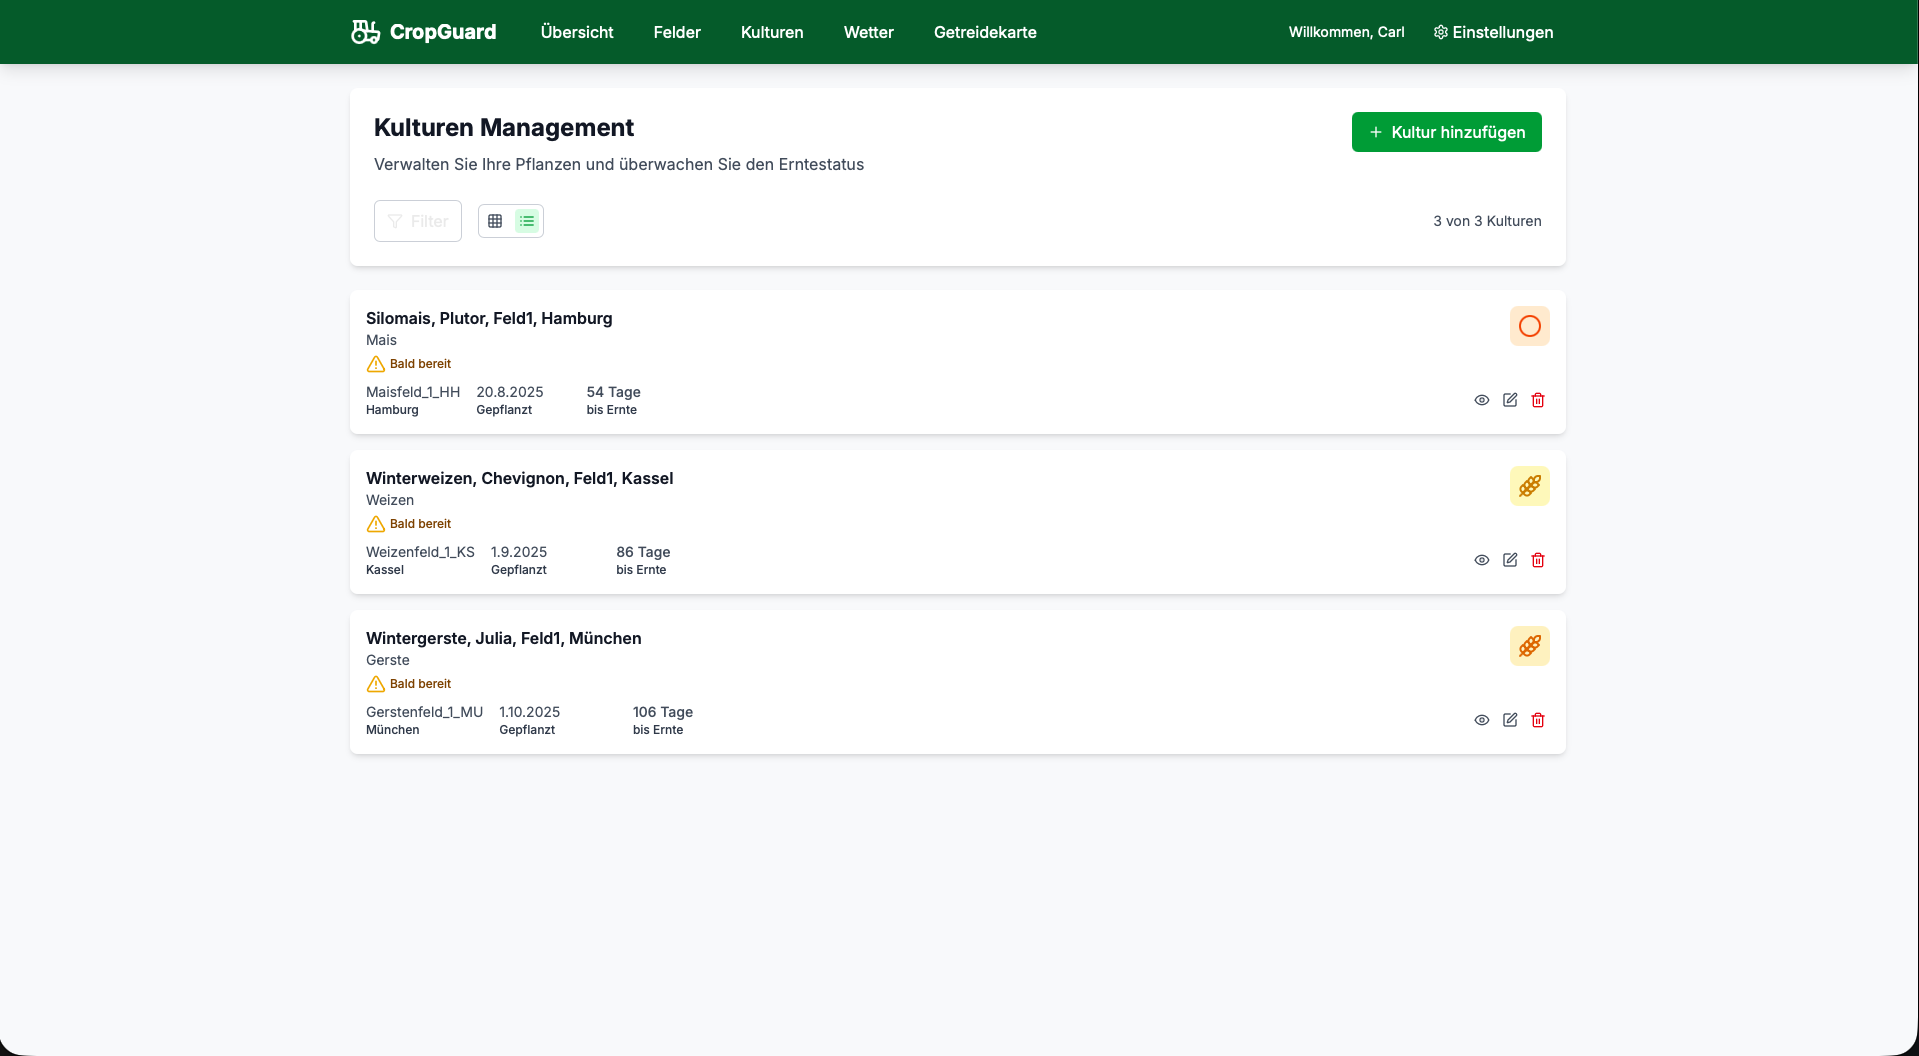 CropGuard
Übersicht
Felder
Kulturen
Wetter
Getreidekarte
Willkommen, Carl
Einstellungen
Kulturen Management
Verwalten Sie Ihre Pflanzen und überwachen Sie den Erntestatus
+ Kultur hinzufügen
Filter
3 von 3 Kulturen
Silomais, Plutor, Feld1, Hamburg
Mais
Bald bereit
Maisfeld_1_HH 20.8.2025 54 Tage
Hamburg Gepflanzt bis Ernte
Winterweizen, Chevignon, Feld1, Kassel
Weizen
Bald bereit
Weizenfeld_1_KS 1.9.2025 86 Tage
Kassel Gepflanzt bis Ernte
Wintergerste, Julia, Feld1, München
Gerste
Bald bereit
Gerstenfeld_1_MU 1.10.2025 106 Tage
München Gepflanzt bis Ernte